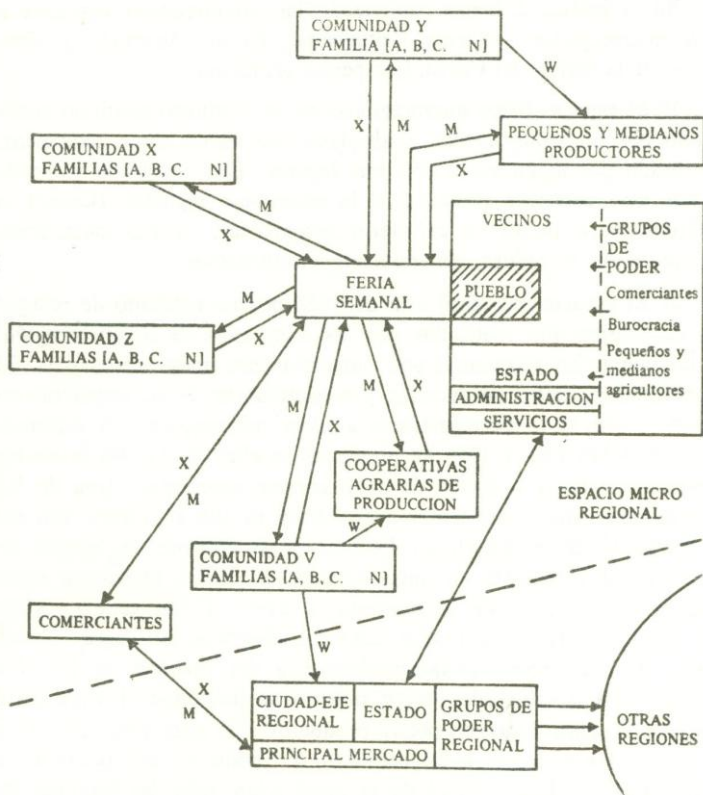 COMUNIDAD Y
FAMILIA [A, B, C. N]
W
X
M
M
X
PEQUEÑOS Y MEDIANOS
PRODUCTORES
COMUNIDAD X
FAMILIAS [A, B, C. N]
M
X
VECINOS
GRUPOS
DE
PODER
Comerciantes
Burocracia
Pequeños y
medianos
agricultores
FERIA
SEMANAL
PUEBLO
M
X
COMUNIDAD Z
FAMILIAS [A, B, C. N]
ESTADO
ADMINISTRACION
SERVICIOS
M
X
M
X
X
M
COOPERATIVAS
AGRARIAS DE
PRODUCCION
W
ESPACIO MICRO
REGIONAL
COMUNIDAD V
FAMILIAS [A, B, C. N]
COMERCIANTES
W
X
M
CIUDAD-EJE
REGIONAL
ESTADO
GRUPOS DE
PODER
REGIONAL
PRINCIPAL MERCADO
OTRAS
REGIONES